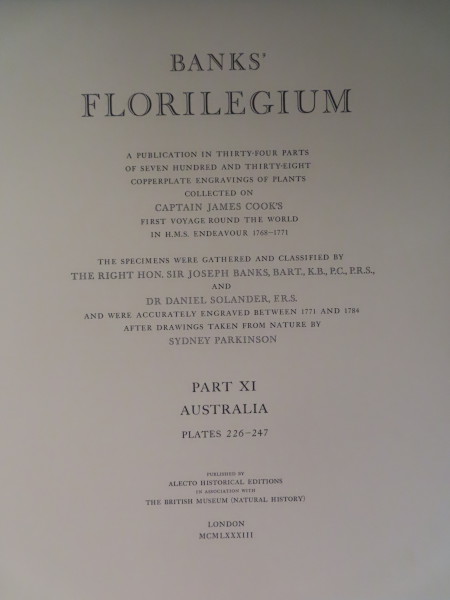 BANKS'
FLORILEGIUM
A PUBLICATION IN THIRTY-FOUR PARTS
OF SEVEN HUNDRED AND THIRTY-EIGHT
COPPERPLATE ENGRAVINGS OF PLANTS
COLLECTED ON
CAPTAIN JAMES COOK'S
FIRST VOYAGE ROUND THE WORLD
IN H.M.S. ENDEAVOUR 1768–1771
THE SPECIMENS WERE GATHERED AND CLASSIFIED BY
THE RIGHT HON. SIR JOSEPH BANKS, BART., K.B., P.C., P.R.S.,
AND
DR DANIEL SOLANDER, F.R.S.
AND WERE ACCURATELY ENGRAVED BETWEEN 1771 AND 1784
AFTER DRAWINGS TAKEN FROM NATURE BY
SYDNEY PARKINSON
PART XI
AUSTRALIA
PLATES 226–247
PUBLISHED BY
ALECTO HISTORICAL EDITIONS
IN ASSOCIATION WITH
THE BRITISH MUSEUM (NATURAL HISTORY)
LONDON
MCMLXXXIII